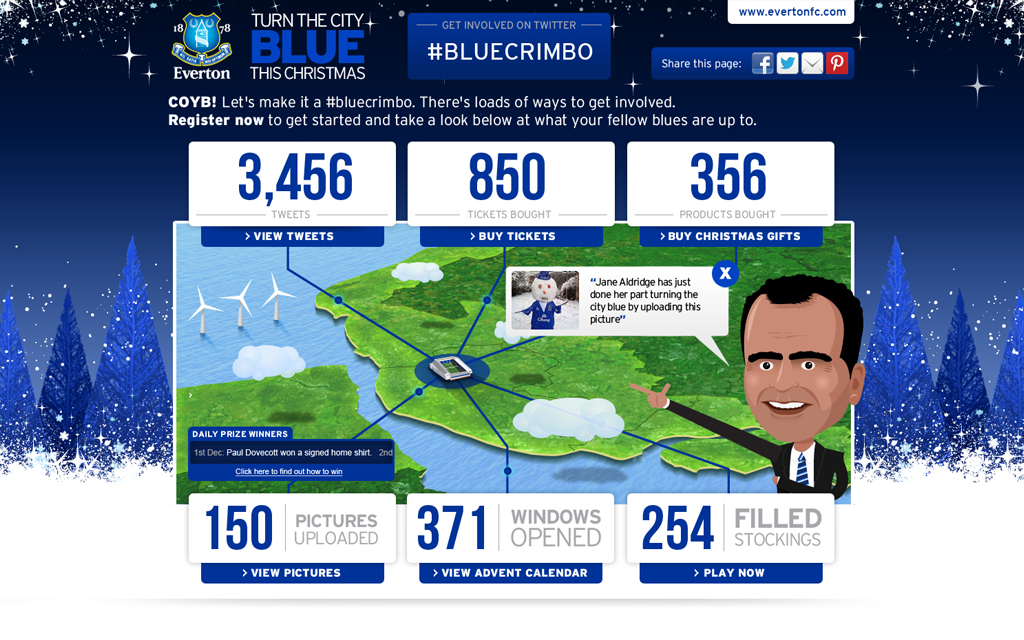 www.evertonfc.com
18 78
Everton
TURN THE CITY
BLUE
THIS CHRISTMAS
GET INVOLVED ON TWITTER
#BLUECRIMBO
Share this page:
COYB! Let's make it a #bluecrimbo. There's loads of ways to get involved.
Register now to get started and take a look below at what your fellow blues are up to.
3,456
TWEETS
> VIEW TWEETS
850
TICKETS BOUGHT
> BUY TICKETS
356
PRODUCTS BOUGHT
> BUY CHRISTMAS GIFTS
X
“Jane Aldridge has just
done her part turning the
city blue by uploading this
picture”
DAILY PRIZE WINNERS
1st Dec: Paul Dovecott won a signed home shirt. 2nd
Click here to find out how to win
150
PICTURES
UPLOADED
> VIEW PICTURES
371
WINDOWS
OPENED
> VIEW ADVENT CALENDAR
254
FILLED
STOCKINGS
> PLAY NOW